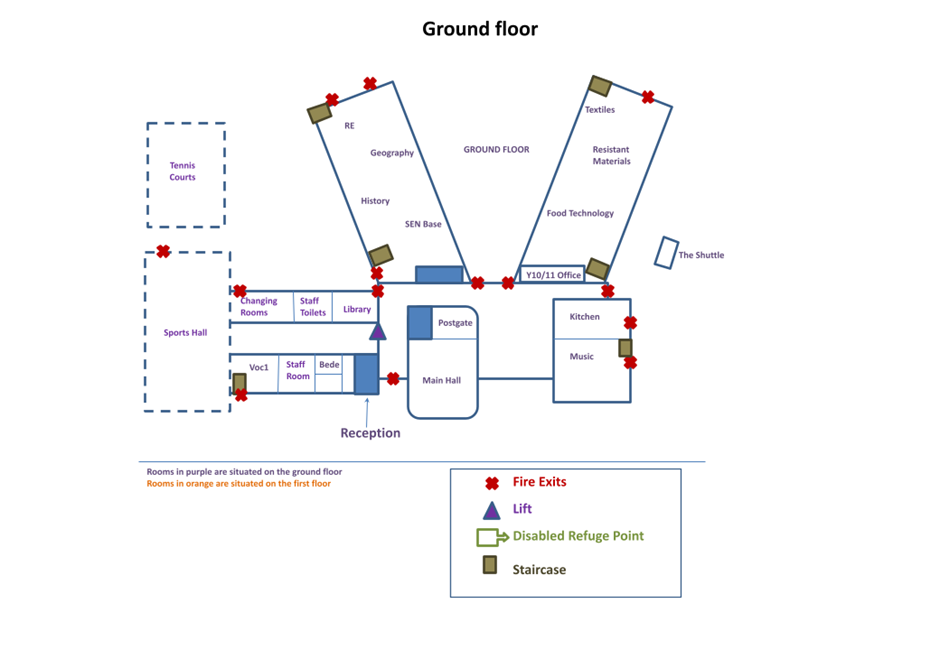 Ground floor
Textiles
RE
Geography
GROUND FLOOR
Resistant
Materials
Tennis
Courts
History
Food Technology
SEN Base
The Shuttle
Y10/11 Office
Changing
Rooms
Staff
Toilets
Library
Postgate
Kitchen
Sports Hall
Music
Voc1
Staff
Room
Bede
Main Hall
Reception
Rooms in purple are situated on the ground floor
Rooms in orange are situated on the first floor
Fire Exits
Lift
Disabled Refuge Point
Staircase